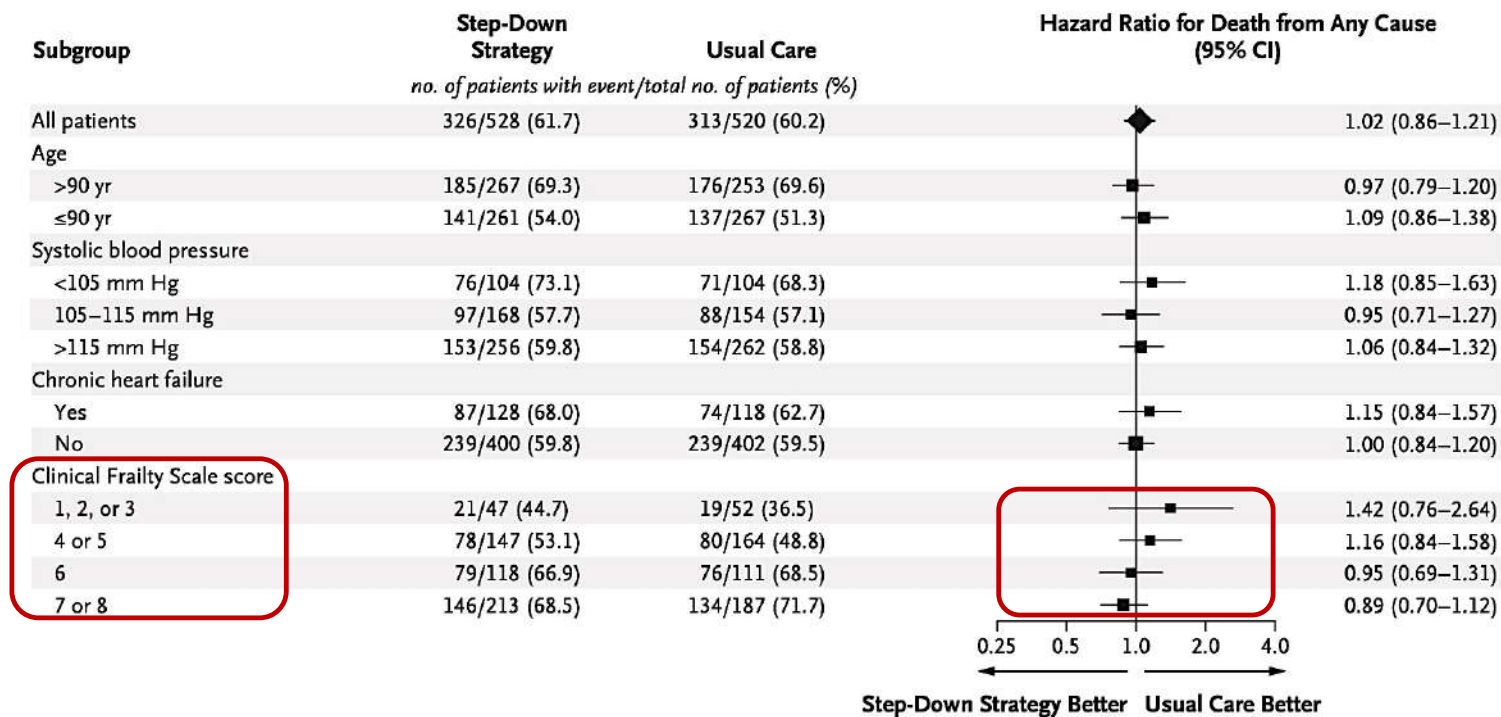 Subgroup Step-Down Strategy Usual Care Hazard Ratio for Death from Any Cause (95% CI)
no. of patients with event/total no. of patients (%)
All patients 326/528 (61.7) 313/520 (60.2) 1.02 (0.86–1.21)
Age
>90 yr 185/267 (69.3) 176/253 (69.6) 0.97 (0.79–1.20)
≤90 yr 141/261 (54.0) 137/267 (51.3) 1.09 (0.86–1.38)
Systolic blood pressure
<105 mm Hg 76/104 (73.1) 71/104 (68.3) 1.18 (0.85–1.63)
105–115 mm Hg 97/168 (57.7) 88/154 (57.1) 0.95 (0.71–1.27)
>115 mm Hg 153/256 (59.8) 154/262 (58.8) 1.06 (0.84–1.32)
Chronic heart failure
Yes 87/128 (68.0) 74/118 (62.7) 1.15 (0.84–1.57)
No 239/400 (59.8) 239/402 (59.5) 1.00 (0.84–1.20)
Clinical Frailty Scale score
1, 2, or 3 21/47 (44.7) 19/52 (36.5) 1.42 (0.76–2.64)
4 or 5 78/147 (53.1) 80/164 (48.8) 1.16 (0.84–1.58)
6 79/118 (66.9) 76/111 (68.5) 0.95 (0.69–1.31)
7 or 8 146/213 (68.5) 134/187 (71.7) 0.89 (0.70–1.12)
0.25 0.5 1.0 2.0 4.0
Step-Down Strategy Better Usual Care Better